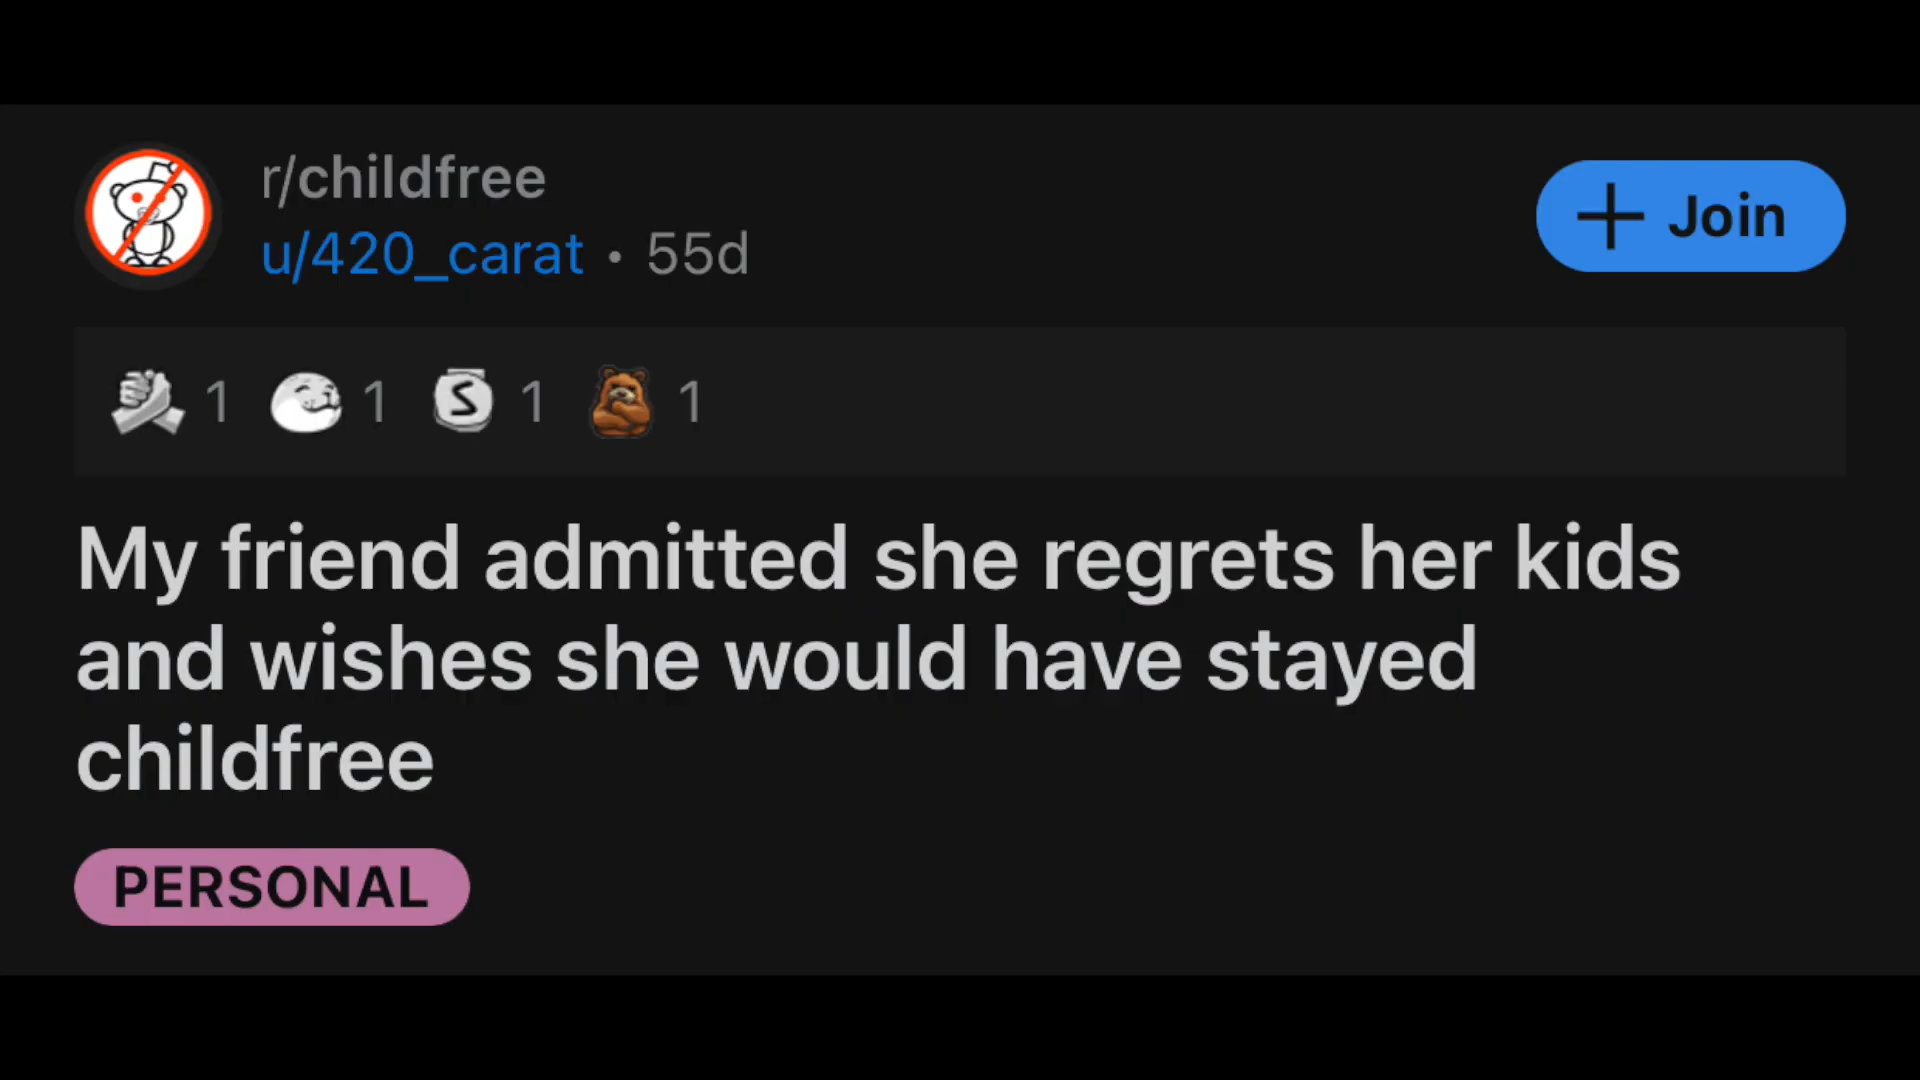 r/childfree
u/420_carat • 55d
+ Join
1 1 S 1 1
My friend admitted she regrets her kids
and wishes she would have stayed
childfree
PERSONAL